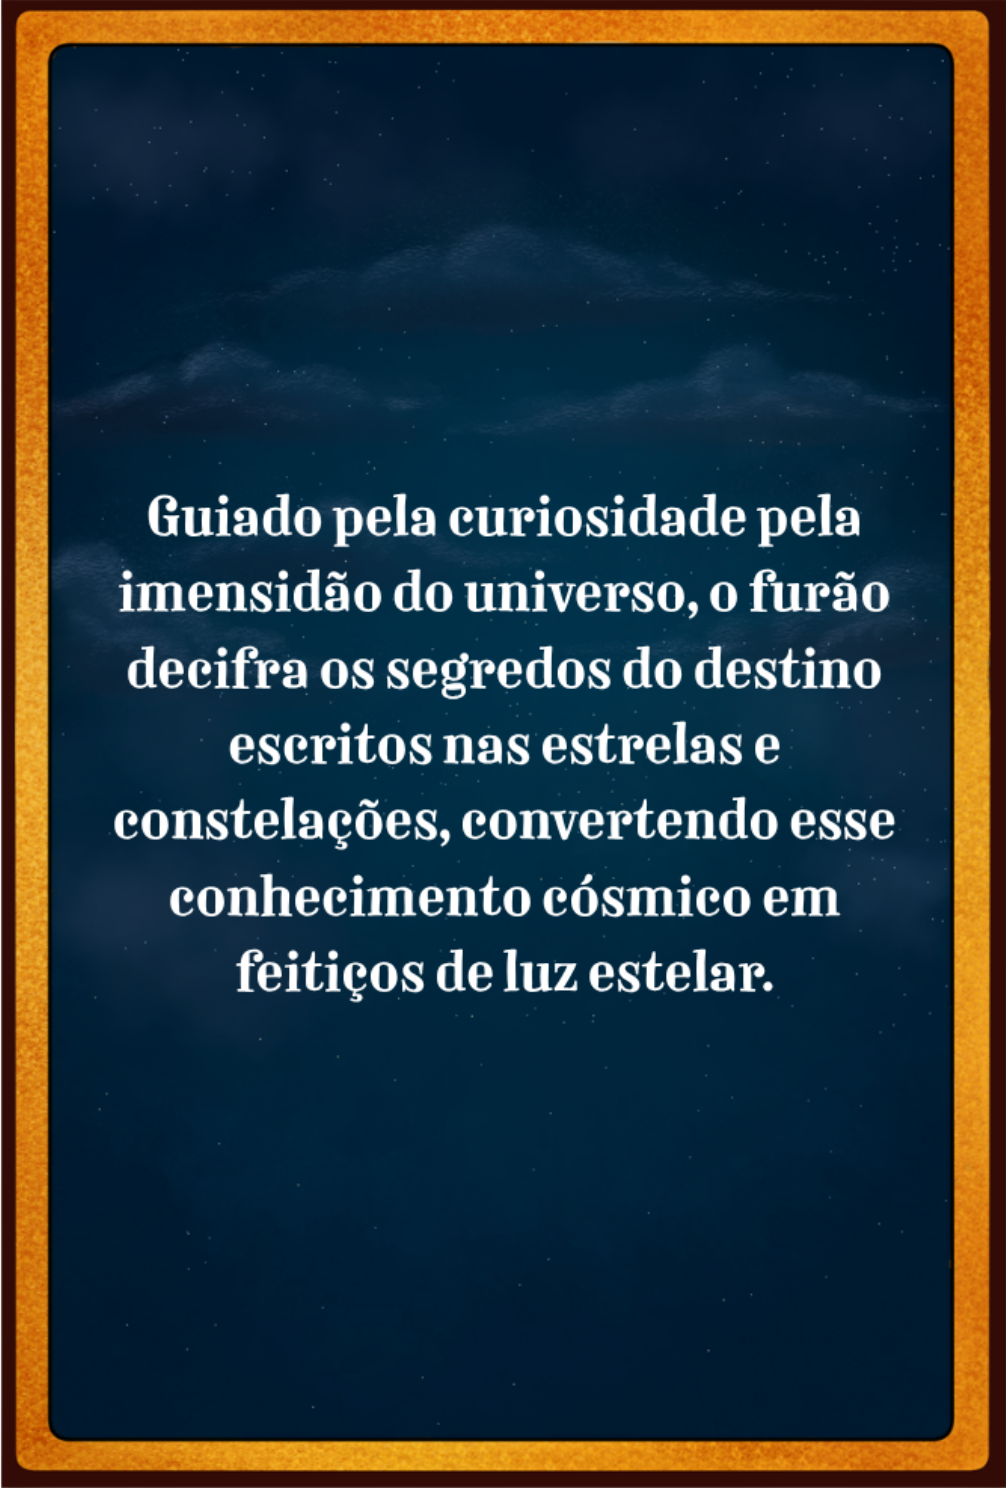 Guiado pela curiosidade pela
imensidão do universo, o furão
decifra os segredos do destino
escritos nas estrelas e
constelações, convertendo esse
conhecimento cósmico em
feitiços de luz estelar.